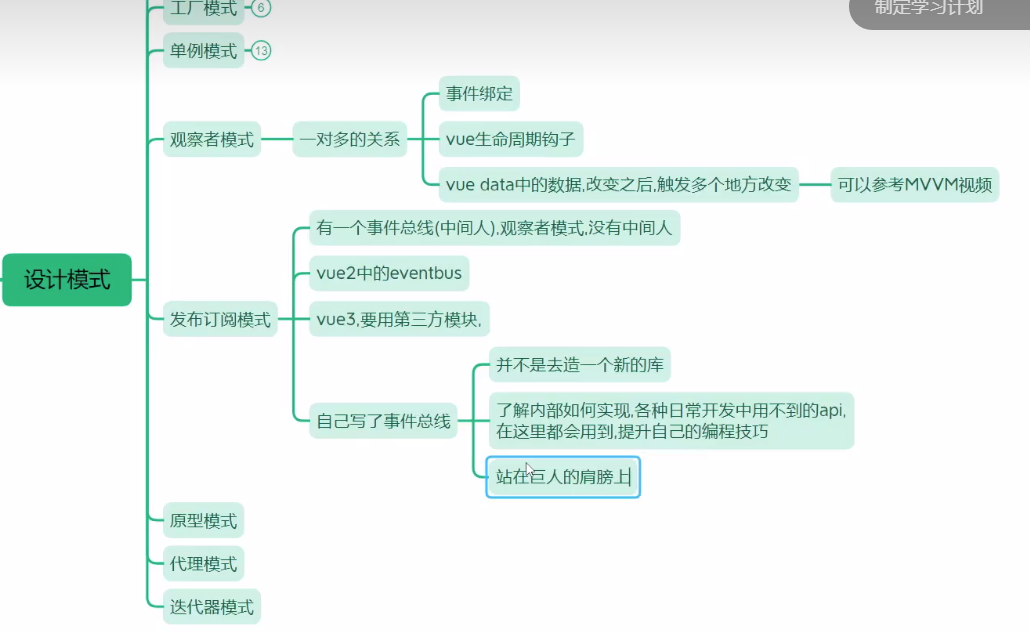 制定学习计划
工厂模式
6
单例模式
13
事件绑定
观察者模式
一对多的关系
vue生命周期钩子
vue data中的数据,改变之后,触发多个地方改变
可以参考MVVM视频
有一个事件总线(中间人),观察者模式,没有中间人
设计模式
vue2中的eventbus
发布订阅模式
vue3,要用第三方模块,
并不是去造一个新的库
自己写了事件总线
了解内部如何实现,各种日常开发中用不到的api,
在这里都会用到,提升自己的编程技巧
站在巨人的肩膀上
原型模式
代理模式
迭代器模式